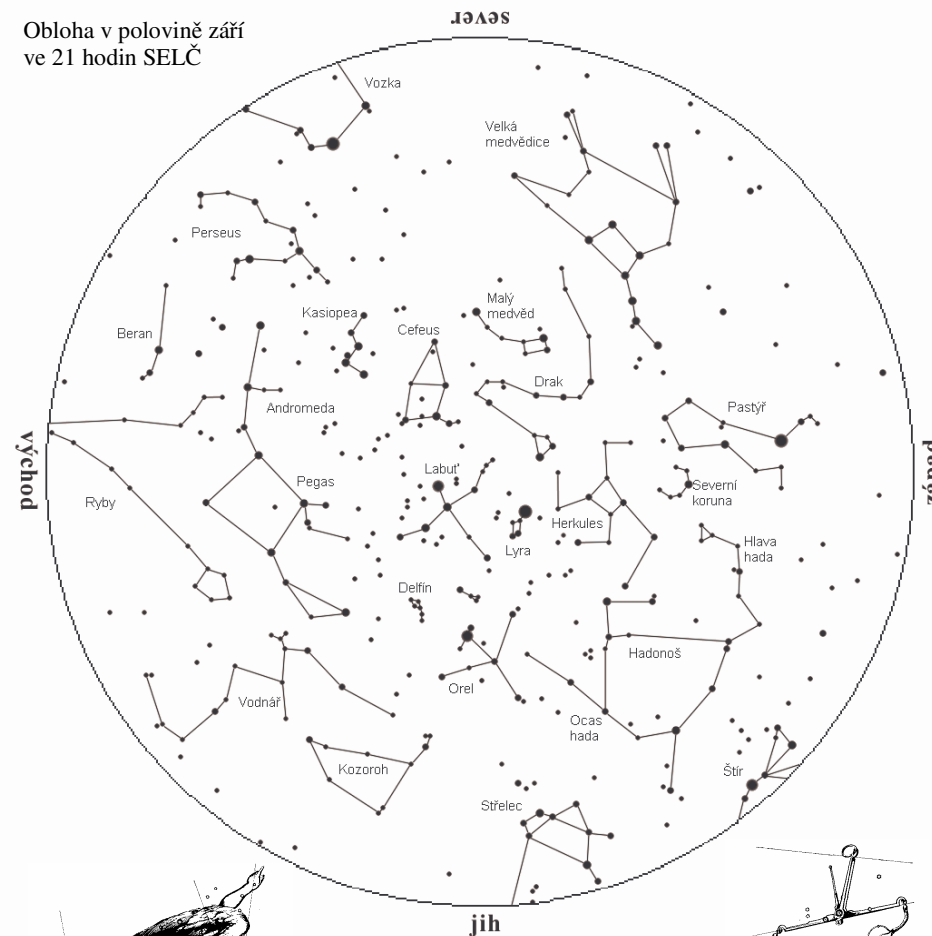 Obloha v polovině září
ve 21 hodin SELČ
sever
Vozka
Velká
medvědice
Perseus
Malý
medvěd
Kasiopea
Cefeus
Beran
Drak
Andromeda
Pastýř
východ
Labuť
Pegas
Severní
koruna
Ryby
Herkules
Lyra
Hlava
hada
Delfín
Hadonoš
Orel
Vodnář
Ocas
hada
Kozoroh
Štír
Střelec
jih